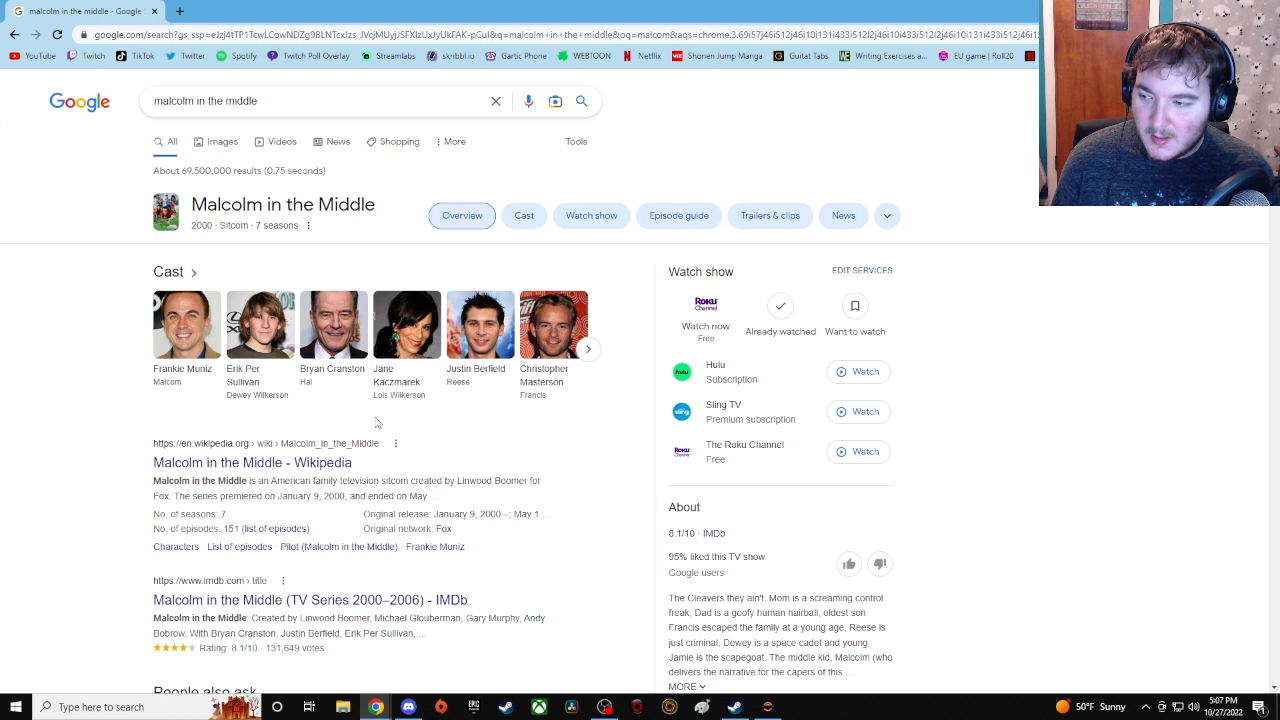 malcolm in the middle - Google
google.com/search?gs_ssp=
YouTube Twitch TikTok Twitter Spotify Twitch Poll Overlay Streamlabs skribbl.io Gartic Phone WEBTOON Netflix Shonen Jump Manga Guitat Tabs Writing Exercises a... EU game | Roll20
Google
malcolm in the middle
All Images Videos News Shopping More Tools
About 69,500,000 results (0.75 seconds)
Malcolm in the Middle
2000 · Sitcom · 7 seasons
Overview Cast Watch show Episode guide Trailers & clips News
Cast
Frankie Muniz
Malcom
Erik Per
Sullivan
Dewey Wilkerson
Bryan Cranston
Hal
Jane
Kaczmarek
Lois Wilkerson
Justin Berfield
Reese
Christopher
Masterson
Francis
https://en.wikipedia.org › wiki › Malcolm_in_the_Middle
Malcolm in the Middle - Wikipedia
Malcolm in the Middle is an American family television sitcom created by Linwood Boomer for
Fox. The series premiered on January 9, 2000, and ended on May ...
No. of seasons: 7 Original release: January 9, 2000 –; May 1...
No. of episodes: 151 (list of episodes) Original network: Fox
Characters · List of episodes · Pilot (Malcolm in the Middle) · Frankie Muniz
https://www.imdb.com › title
Malcolm in the Middle (TV Series 2000–2006) - IMDb
Malcolm in the Middle: Created by Linwood Boomer, Michael Glouberman, Gary Murphy, Andy
Bobrow. With Bryan Cranston, Justin Berfield, Erik Per Sullivan, ...
Rating: 8.1/10 · 131,649 votes
People also ask
Watch show EDIT SERVICES
Roku Channel
Watch now
Free
Already watched
Want to watch
hulu
Hulu
Subscription
Watch
sling
Sling TV
Premium subscription
Watch
Roku Channel
The Roku Channel
Free
Watch
About
8.1/10 · IMDb
95% liked this TV show
Google users
The Cleavers they ain't. Mom is a screaming control
freak, Dad is a goofy human hairball, oldest son
Francis escaped the family at a young age, Reese is
just criminal, Dewey is a space cadet and young
Jamie is the scapegoat. The middle kid, Malcolm (who
delivers the narrative for the capers of this ...
MORE
Type here to search
50°F Sunny
5:07 PM
10/27/2022